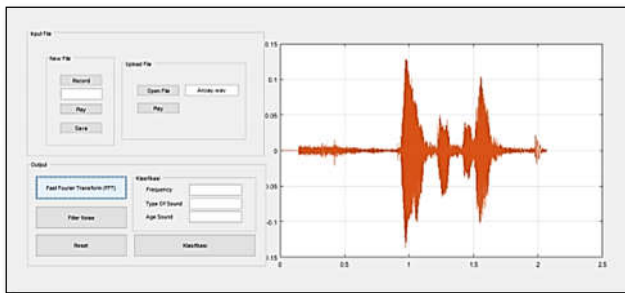 Input File
New File
Record
Play
Save
Upload File
Open File
Play
Output
Fast Fourier Transform (FFT)
Filter Noise
Reset
Klasifikasi
Frequency
Type Of Sound
Age Sound
Klasifikasi
0.15
0.1
0.05
0
0.05
-0.1
0.15
0
0.5
1
1.5
2
2.5